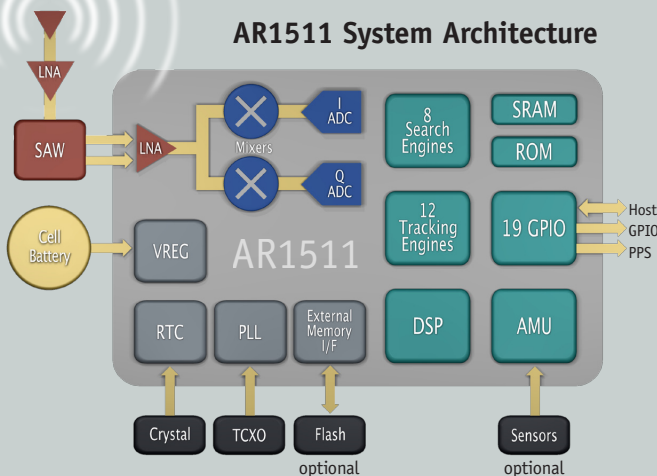 AR1511 System Architecture
LNA
SAW
LNA
Mixers
I
ADC
Q
ADC
8
Search
Engines
SRAM
ROM
12
Tracking
Engines
19 GPIO
Host
GPIO
PPS
Cell
Battery
VREG
AR1511
RTC
PLL
External
Memory
I/F
DSP
AMU
Crystal
TCXO
Flash
optional
Sensors
optional